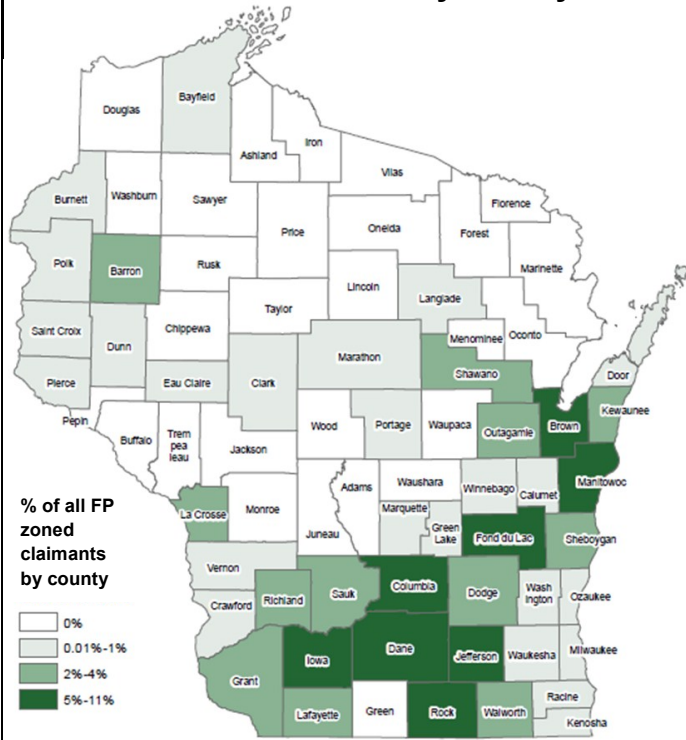 Douglas
Bayfield
Ashland
Iron
Vilas
Burnett
Washburn
Sawyer
Price
Oneida
Forest
Florence
Marinette
Polk
Barron
Rusk
Lincoln
Langlade
Taylor
Saint Croix
Dunn
Chippewa
Menominee
Oconto
Marathon
Shawano
Pierce
Eau Claire
Clark
Door
Kewaunee
Pepin
Buffalo
Trem
pea
leau
Jackson
Wood
Portage
Waupaca
Outagamie
Brown
Manitowoc
La Crosse
Monroe
Juneau
Adams
Waushara
Winnebago
Calumet
Marquette
Green
Lake
Fond du Lac
Sheboygan
Vernon
Crawford
Richland
Sauk
Columbia
Dodge
Wash
ington
Ozaukee
Grant
Iowa
Dane
Jefferson
Waukesha
Milwaukee
Lafayette
Green
Rock
Walworth
Racine
Kenosha
% of all FP
zoned
claimants
by county
0%
0.01%-1%
2%-4%
5%-11%